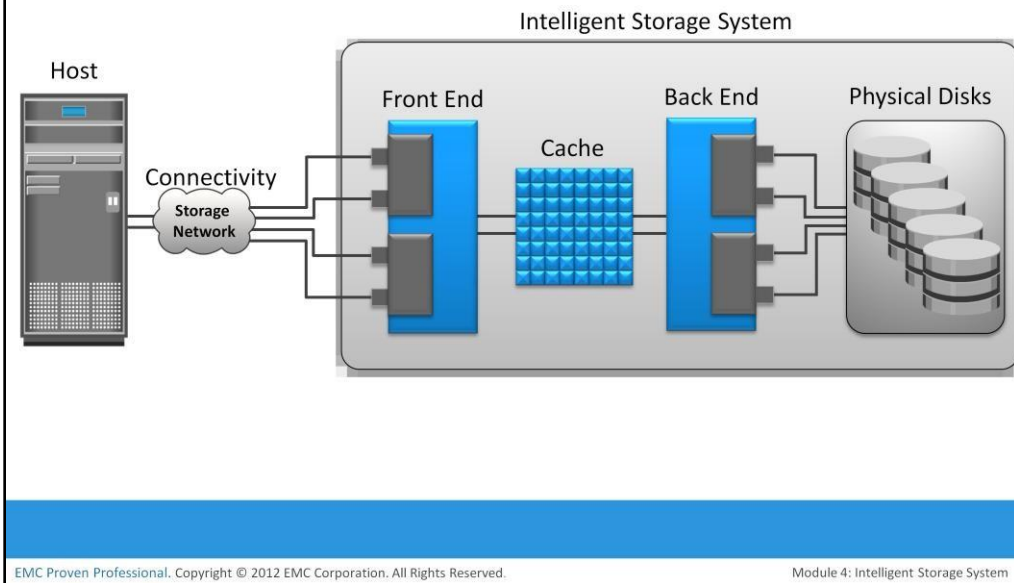 Intelligent Storage System
Host
Front End
Back End
Physical Disks
Cache
Connectivity
Storage
Network
EMC Proven Professional. Copyright © 2012 EMC Corporation. All Rights Reserved.
Module 4: Intelligent Storage System